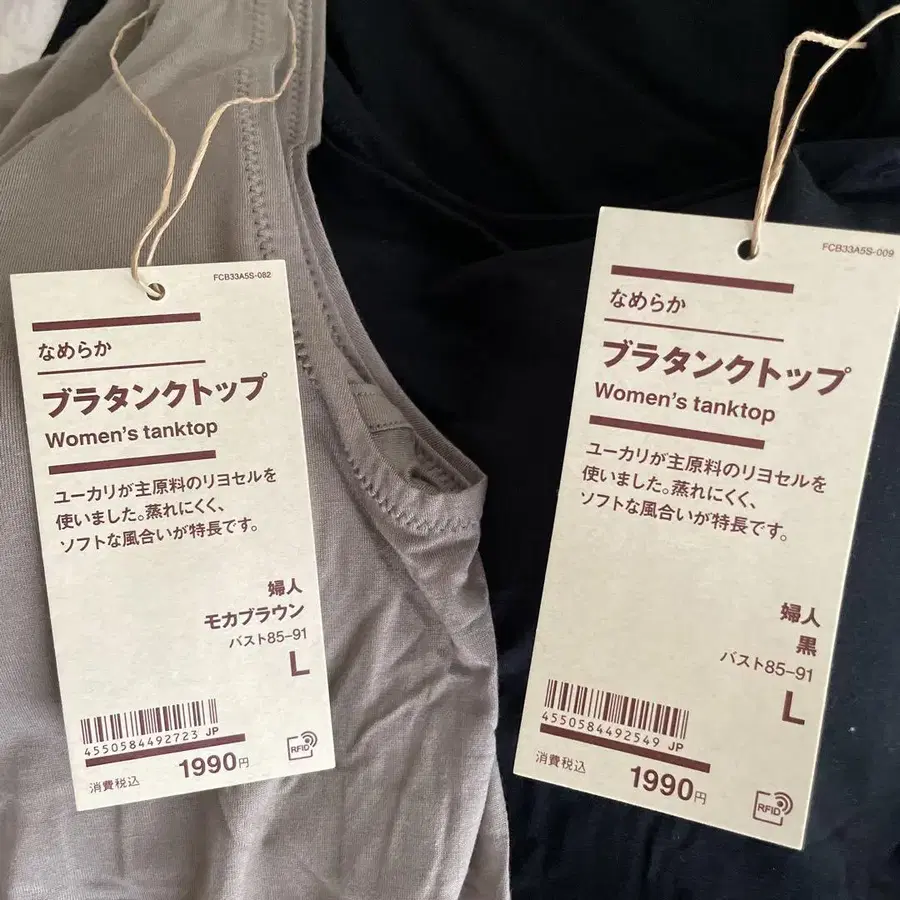 FCB33A5S-082
なめらか
ブラタンクトップ
Women's tanktop
ユーカリが主原料のリヨセルを
使いました。蒸れにくく、
ソフトな風合いが特長です。
婦人
モカブラウン
バスト85-91
L
4550584492723 JP
消費税込 1990円
RFID
FCB33A5S-009
なめらか
ブラタンクトップ
Women's tanktop
ユーカリが主原料のリヨセルを
使いました。蒸れにくく、
ソフトな風合いが特長です。
婦人
黒
バスト85-91
L
4550584492549 JP
消費税込 1990円
RFID